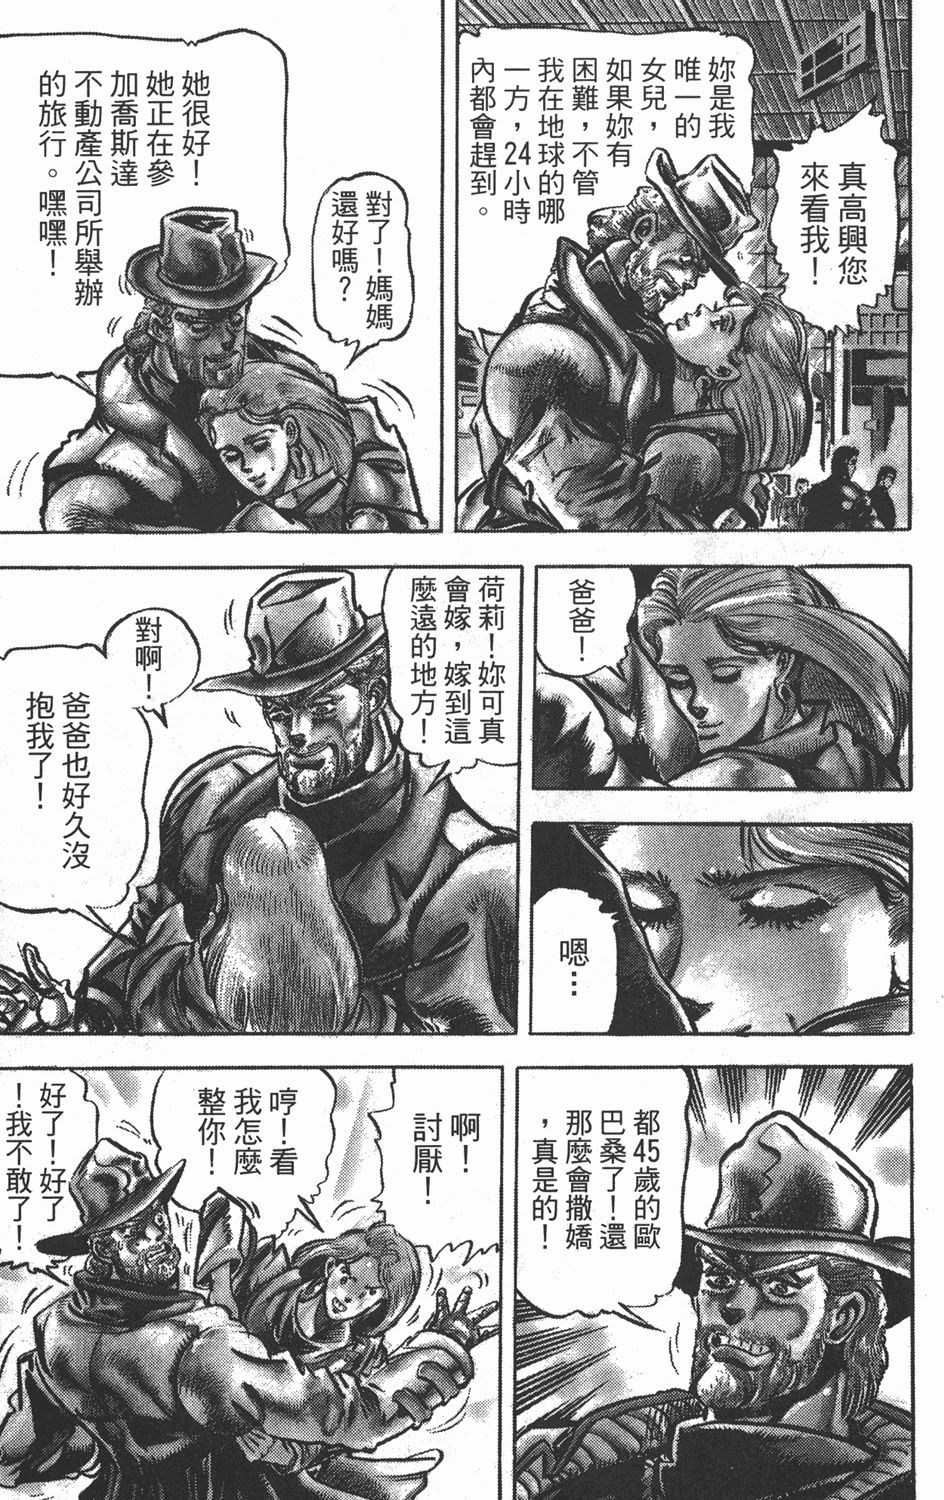 真高興您
來看我！
妳是我
唯一的
女兒，
如果妳有
困難，不管
我在地球的哪
一方，24小時
內都會趕到。
對了！媽媽
還好嗎？
她很好！
她正在參
加喬斯達
不動產公司所舉辦
的旅行。嘿嘿！
爸爸！
嗯…
荷莉！妳可真
會嫁，嫁到這
麼遠的地方！
對啊！
爸爸也好久沒
抱我了！
都45歲的歐
巴桑了！還
那麼會撒嬌
，真是的！
啊！
討厭！
哼！看
我怎麼
整你！
好了！好了
！我不敢了！